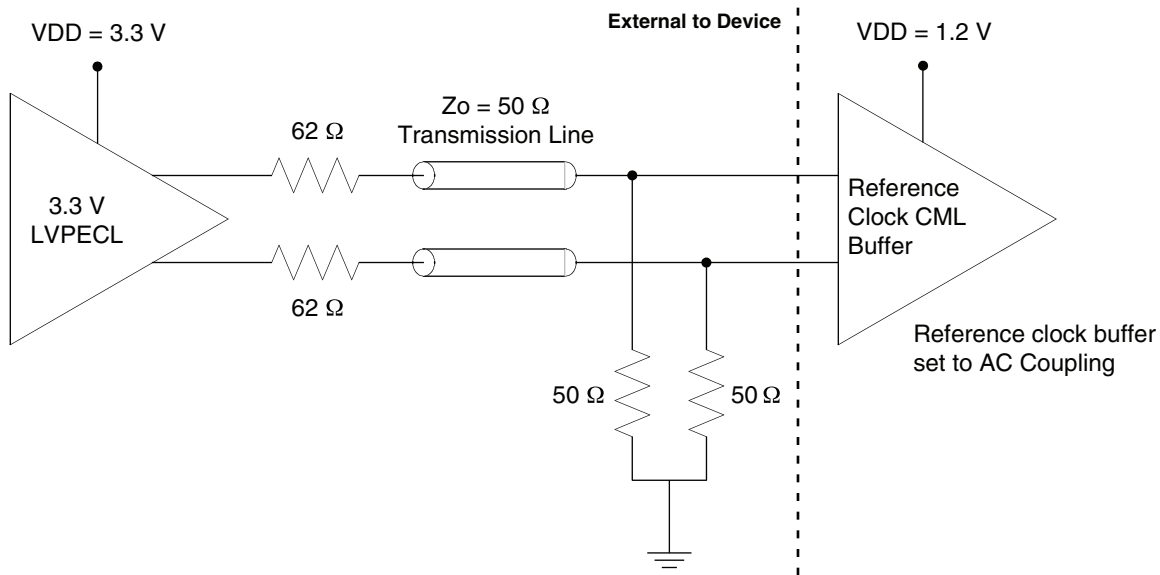 External to Device
VDD = 3.3 V
VDD = 1.2 V
Zo = 50 Ω
Transmission Line
62 Ω
3.3 V
LVPECL
62 Ω
Reference
Clock CML
Buffer
Reference clock buffer
set to AC Coupling
50 Ω
50 Ω